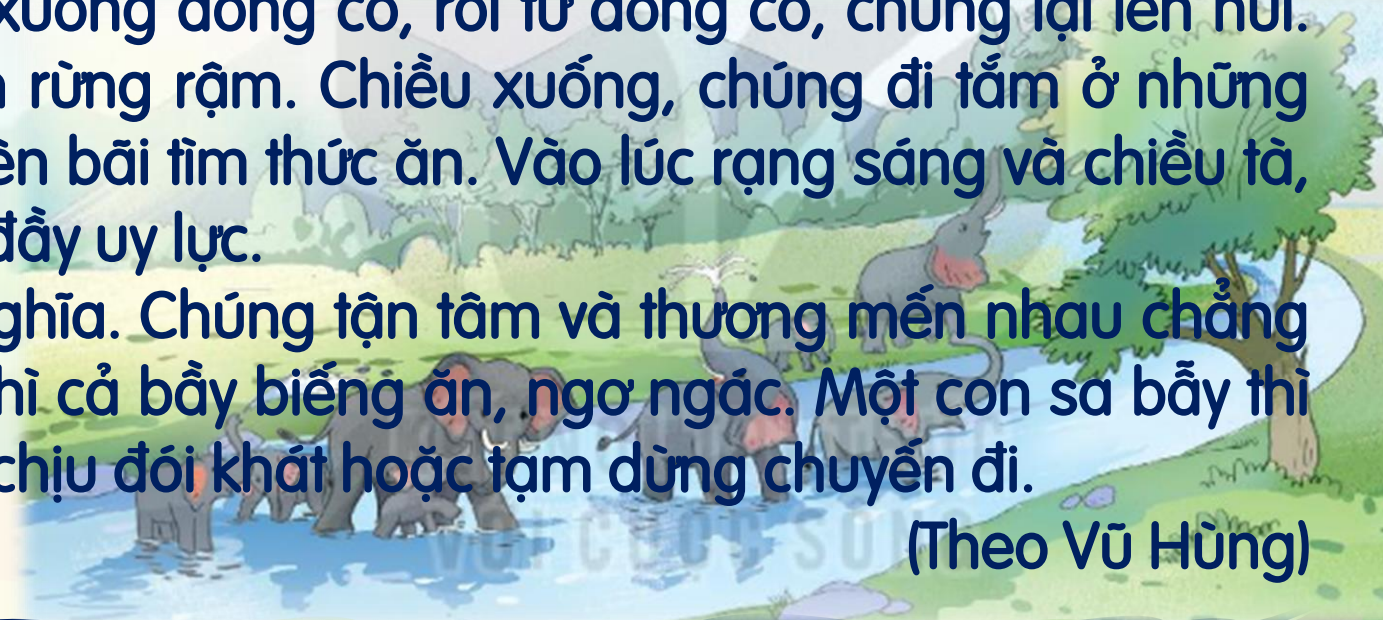 xuống đồng cỏ, rồi từ đồng cỏ, chúng lại lên núi.
rừng rậm. Chiều xuống, chúng đi tắm ở những
ên bãi tìm thức ăn. Vào lúc rạng sáng và chiều tà,
đầy uy lực.
ghĩa. Chúng tận tâm và thương mến nhau chẳng
hì cả bầy biếng ăn, ngơ ngác. Một con sa bẫy thì
chịu đói khát hoặc tạm dừng chuyến đi.
(Theo Vũ Hùng)
VỚI CUỘC SỐNG